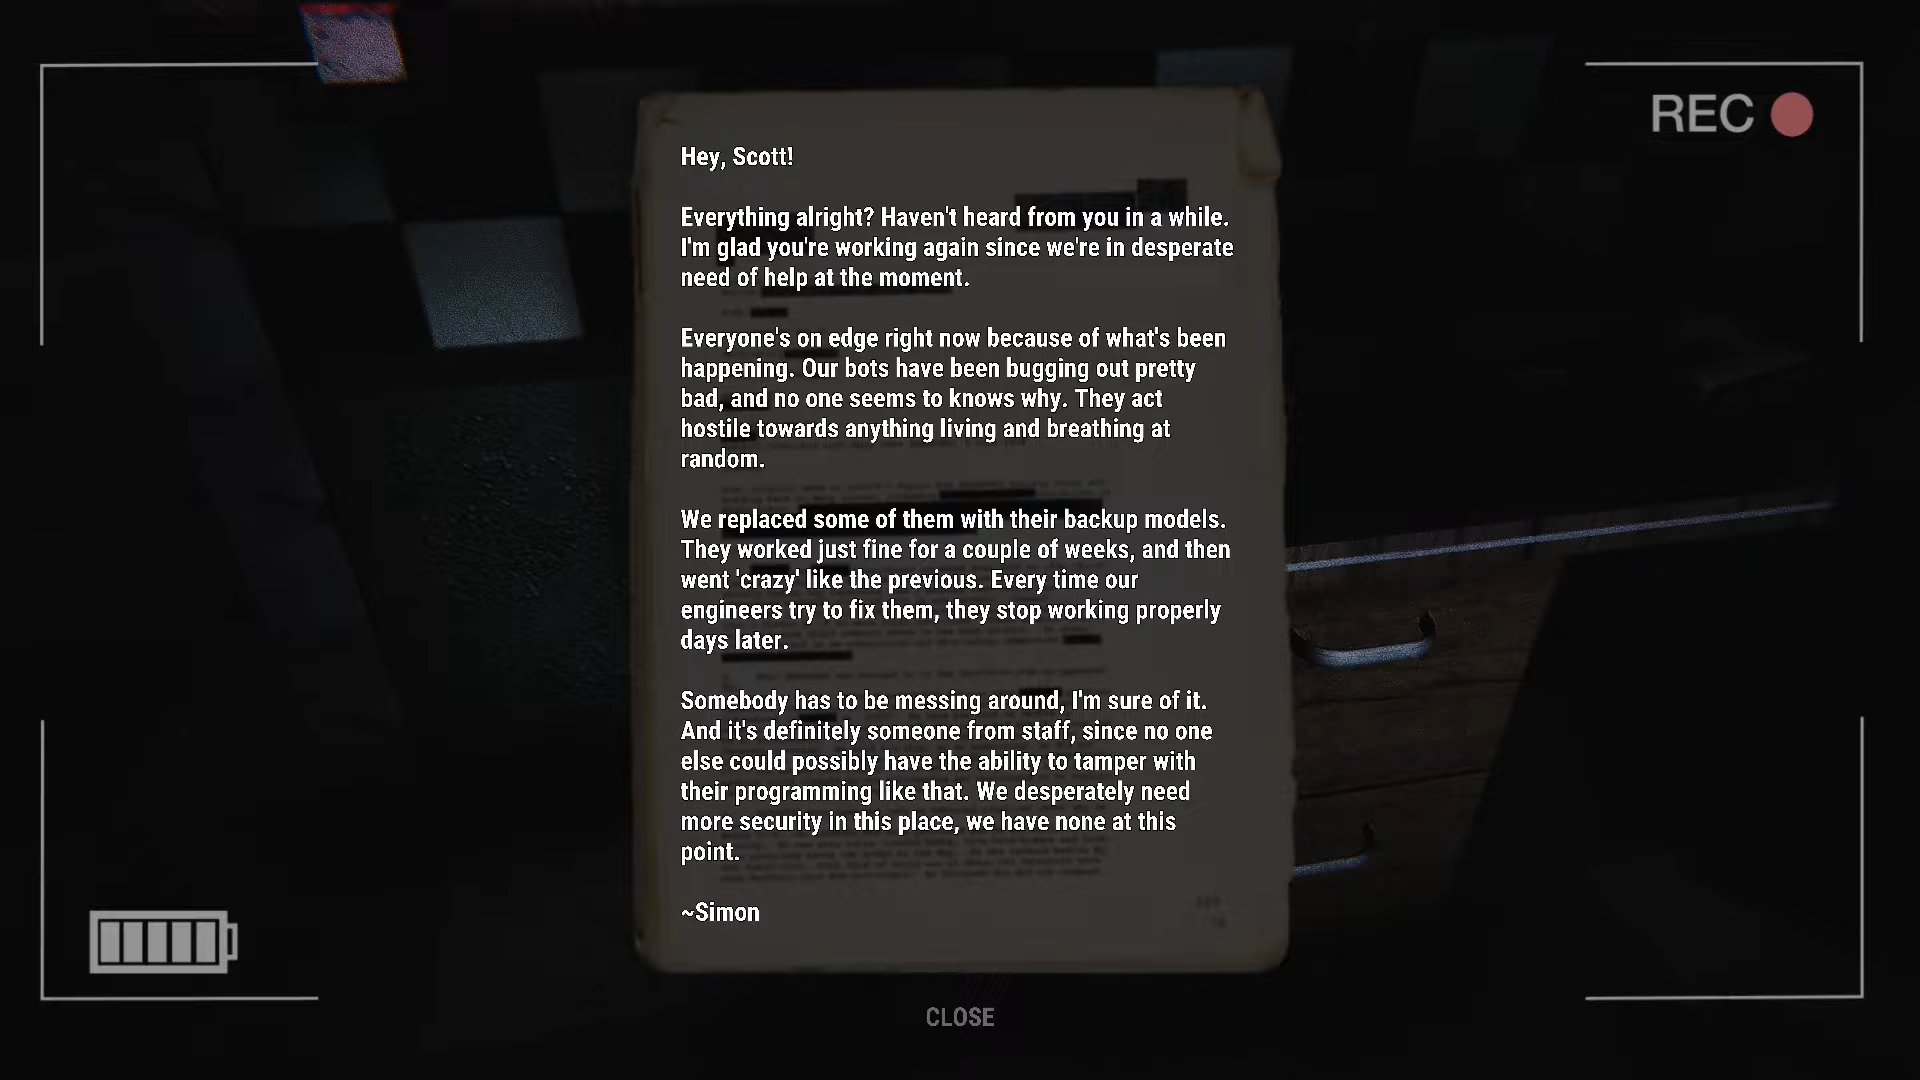 REC
Hey, Scott!
Everything alright? Haven't heard from you in a while.
I'm glad you're working again since we're in desperate
need of help at the moment.
Everyone's on edge right now because of what's been
happening. Our bots have been bugging out pretty
bad, and no one seems to knows why. They act
hostile towards anything living and breathing at
random.
We replaced some of them with their backup models.
They worked just fine for a couple of weeks, and then
went 'crazy' like the previous. Every time our
engineers try to fix them, they stop working properly
days later.
Somebody has to be messing around, I'm sure of it.
And it's definitely someone from staff, since no one
else could possibly have the ability to tamper with
their programming like that. We desperately need
more security in this place, we have none at this
point.
~Simon
CLOSE